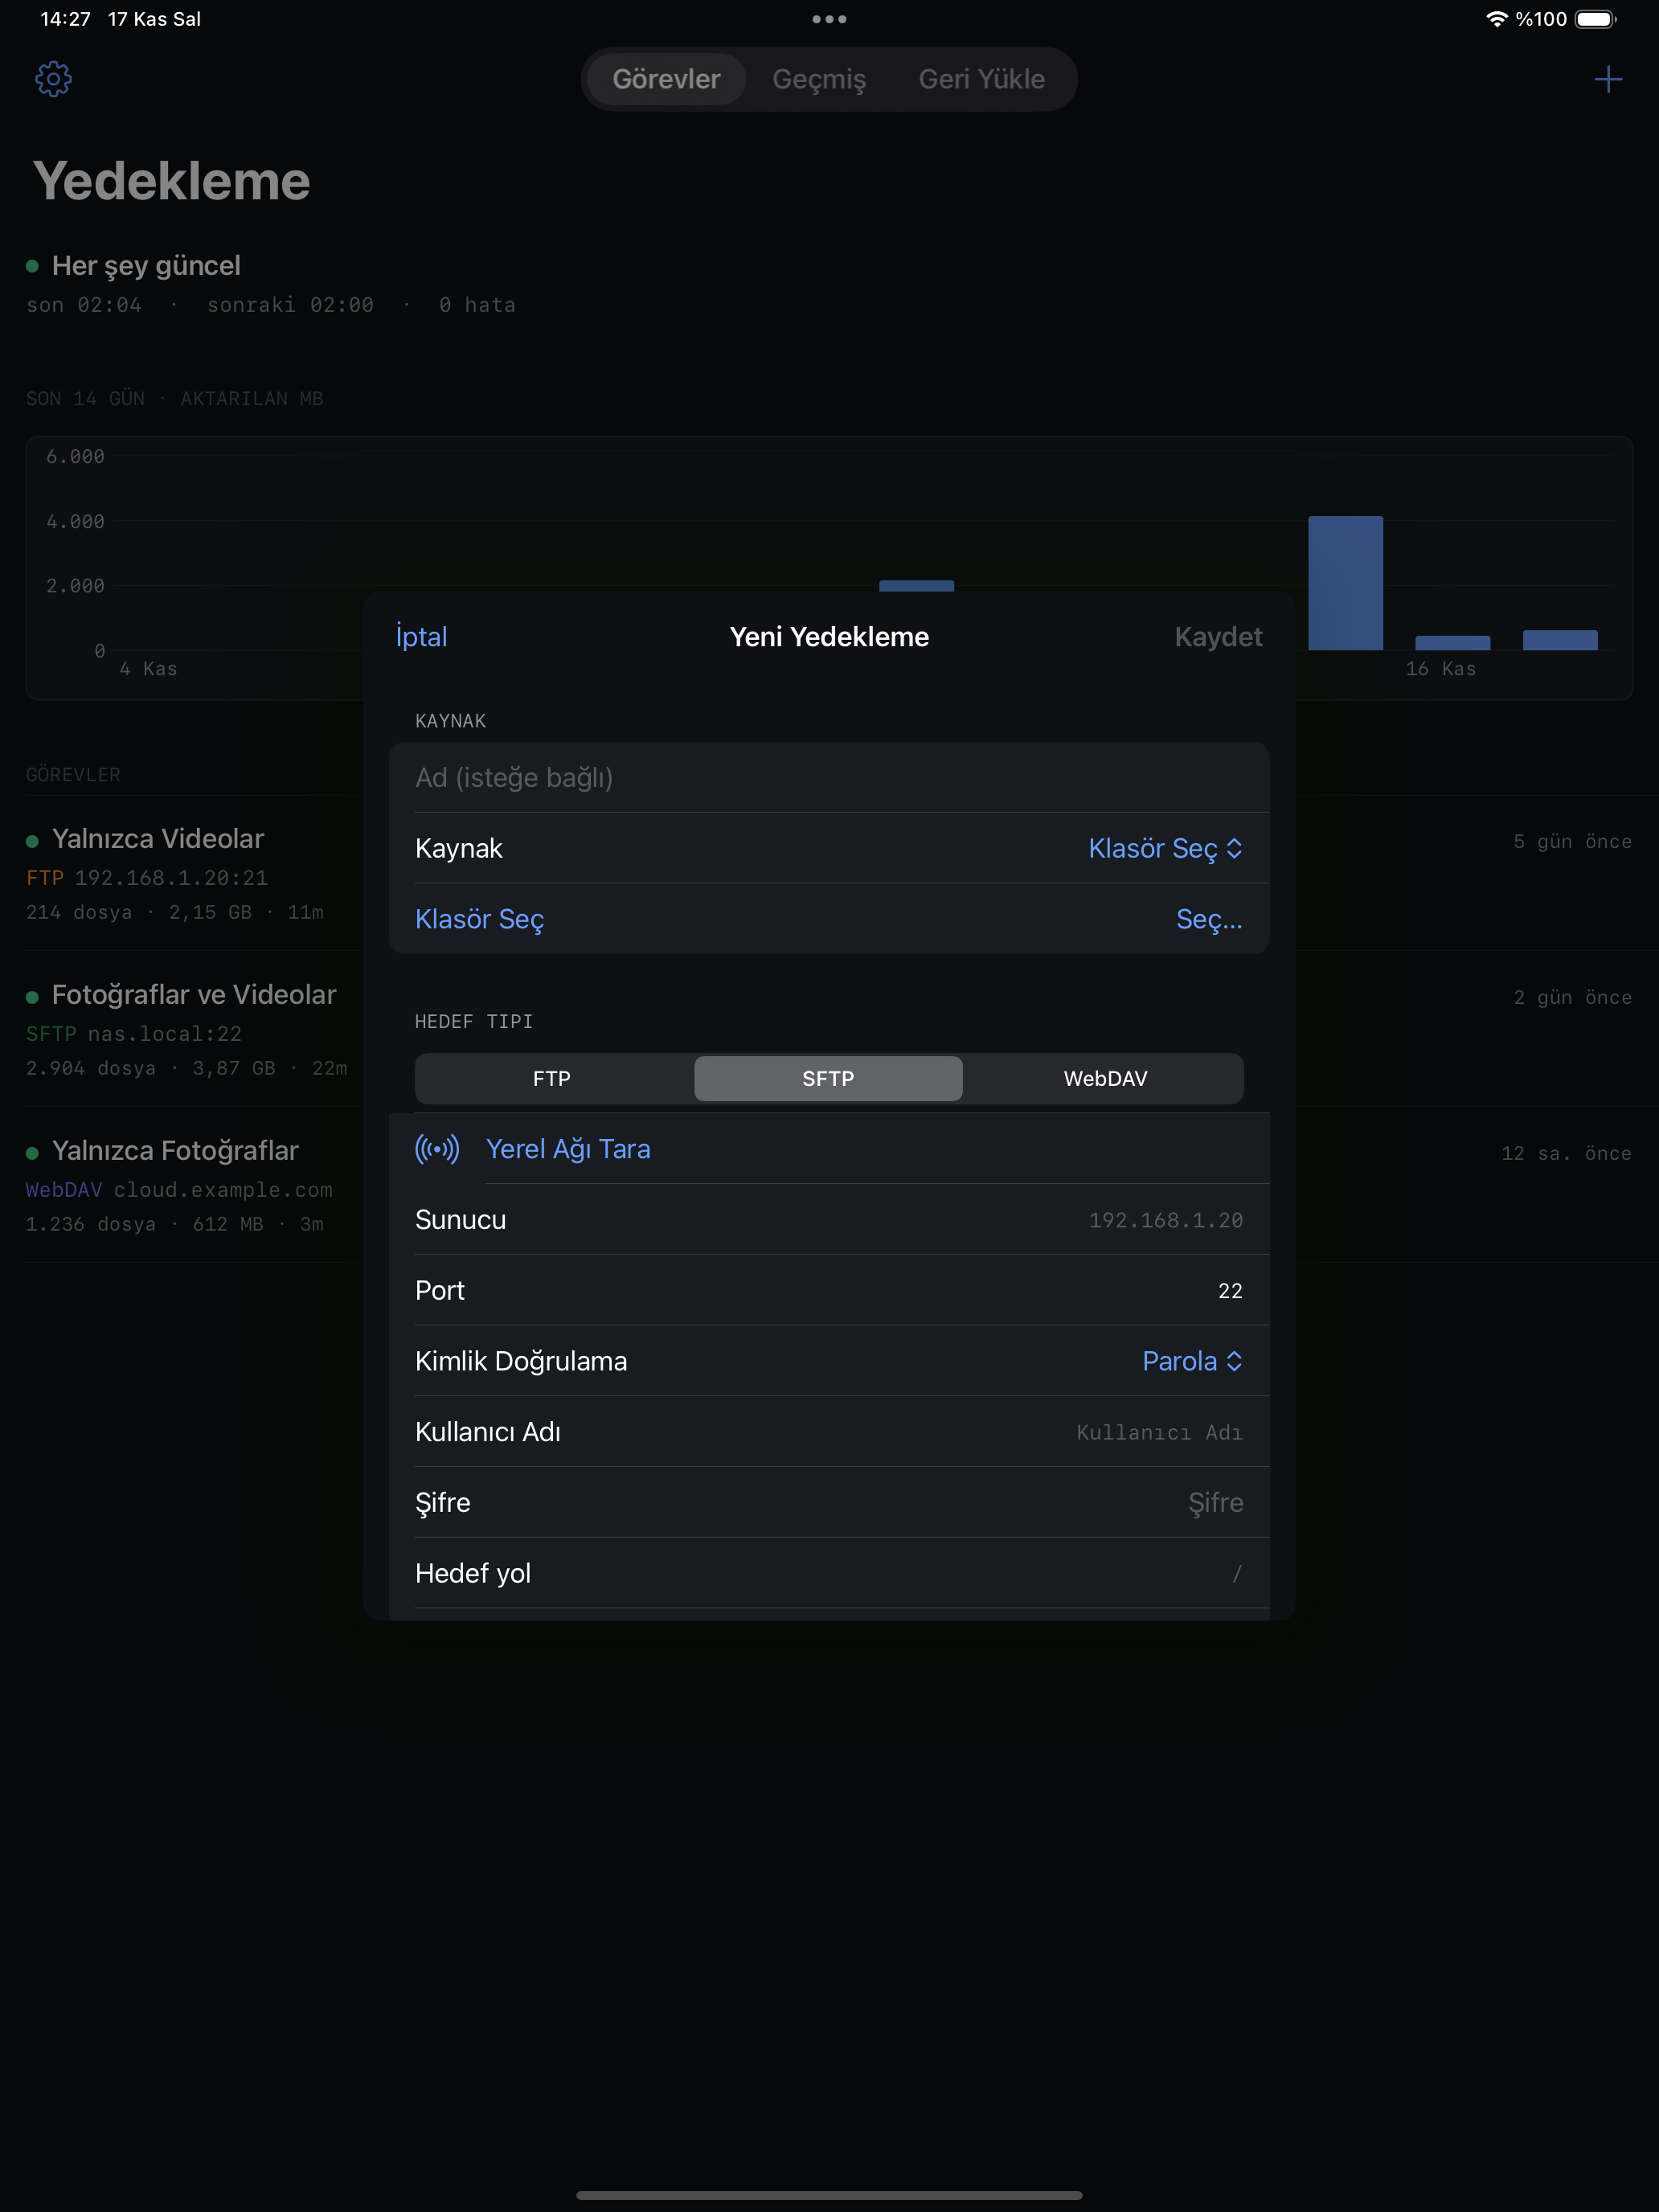 14:27 17 Kas Sal
%100
Görevler Geçmiş Geri Yükle
Yedekleme
Her şey güncel
son 02:04 · sonraki 02:00 · 0 hata
SON 14 GÜN · AKTARILAN MB
6.000
4.000
2.000
0
4 Kas
16 Kas
İptal Yeni Yedekleme Kaydet
KAYNAK
Ad (isteğe bağlı)
Kaynak Klasör Seç
Klasör Seç Seç...
HEDEF TIPI
FTP SFTP WebDAV
Yerel Ağı Tara
Sunucu 192.168.1.20
Port 22
Kimlik Doğrulama Parola
Kullanıcı Adı Kullanıcı Adı
Şifre Şifre
Hedef yol /
GÖREVLER
Yalnızca Videolar 5 gün önce
FTP 192.168.1.20:21
214 dosya · 2,15 GB · 11m
Fotoğraflar ve Videolar 2 gün önce
SFTP nas.local:22
2.904 dosya · 3,87 GB · 22m
Yalnızca Fotoğraflar 12 sa. önce
WebDAV cloud.example.com
1.236 dosya · 612 MB · 3m